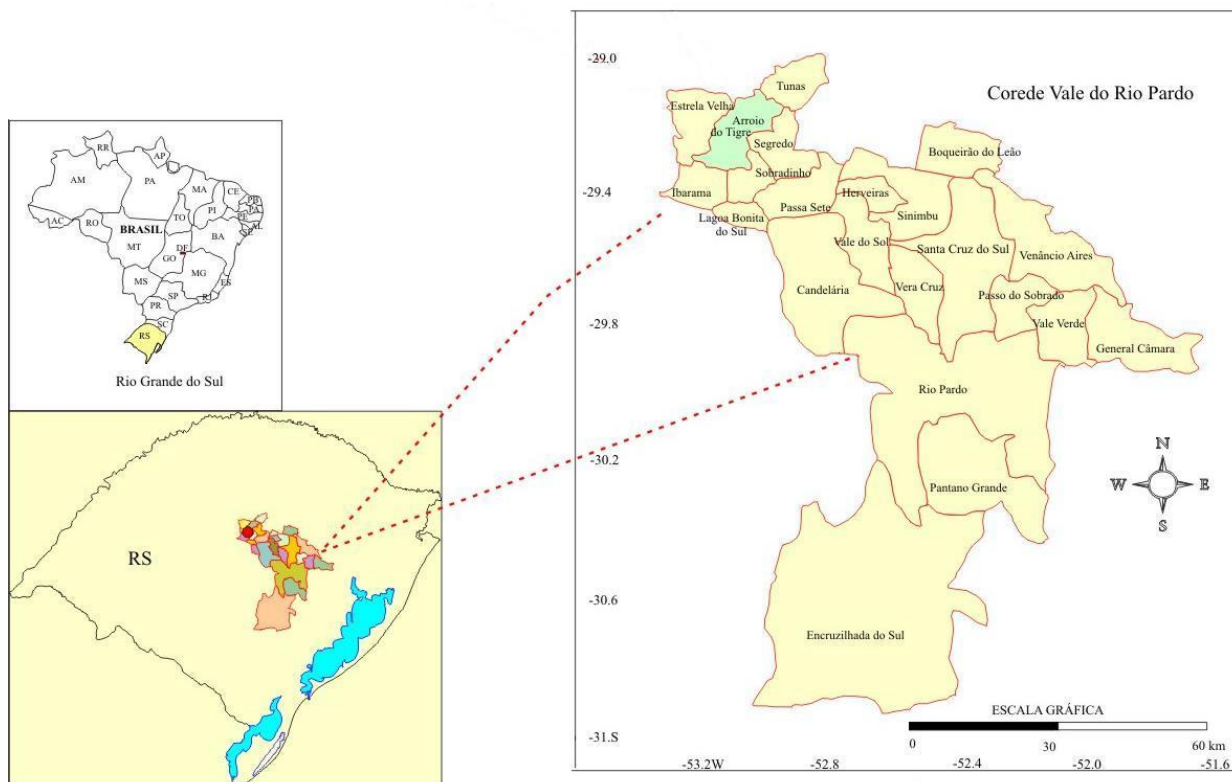 RR
AP
AM
PA
MA
CE
PB
PA
PE
AL
SE
PI
TO
AC
RO
BRASIL
BA
MT
DF
GO
MG
MS
ES
SP
RJ
PR
SC
RS
Rio Grande do Sul
RS
Corede Vale do Rio Pardo
-29.0
-29.4
-29.8
-30.2
-30.6
-31.S
Tunas
Estrela Velha
Arroio
do Tigre
Segredo
Boqueirão do Leão
Sobradinho
Ibarama
Herveiras
Passa Sete
Sinimbu
Lagoa Bonita
do Sul
Vale do Sol
Santa Cruz do Sul
Venâncio Aires
Candelária
Vera Cruz
Passo do Sobrado
Vale Verde
General Câmara
Rio Pardo
Pantano Grande
Encruzilhada do Sul
N
W
E
S
ESCALA GRÁFICA
0
30
60 km
-53.2W
-52.8
-52.4
-52.0
-51.6